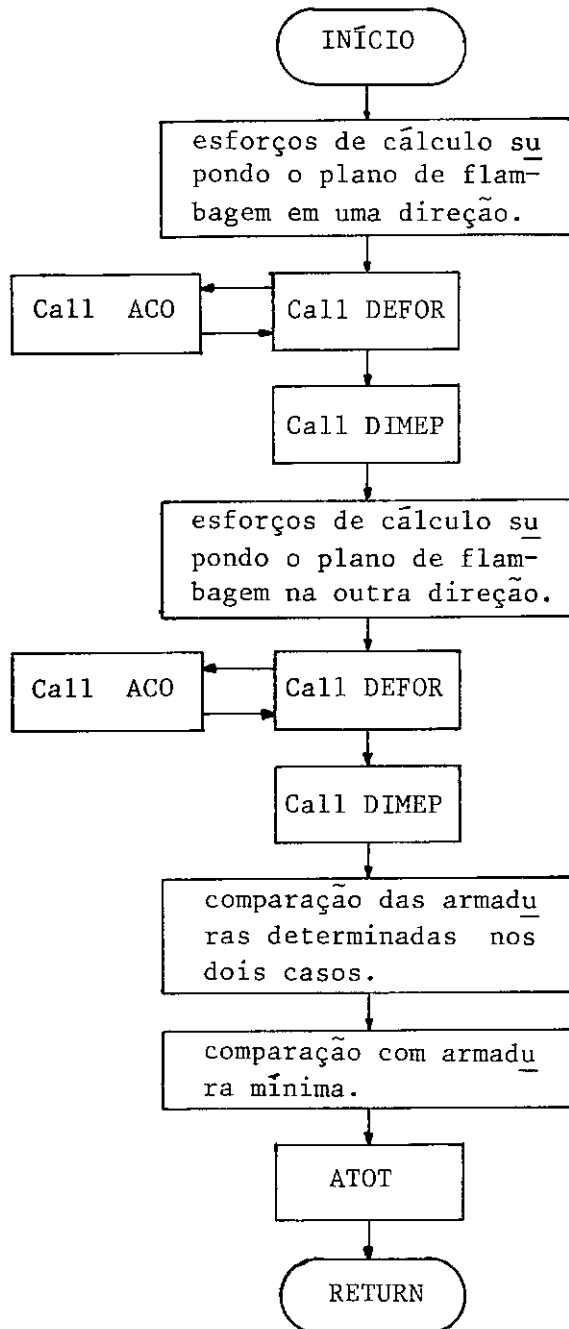 INÍCIO
esforços de cálculo su
pondo o plano de flam-
bagem em uma direção.
Call ACO
Call DEFOR
Call DIMEP
esforços de cálculo su
pondo o plano de flam-
bagem na outra direção.
Call ACO
Call DEFOR
Call DIMEP
comparação das armadu
ras determinadas nos
dois casos.
comparação com armadu
ra mínima.
ATOT
RETURN